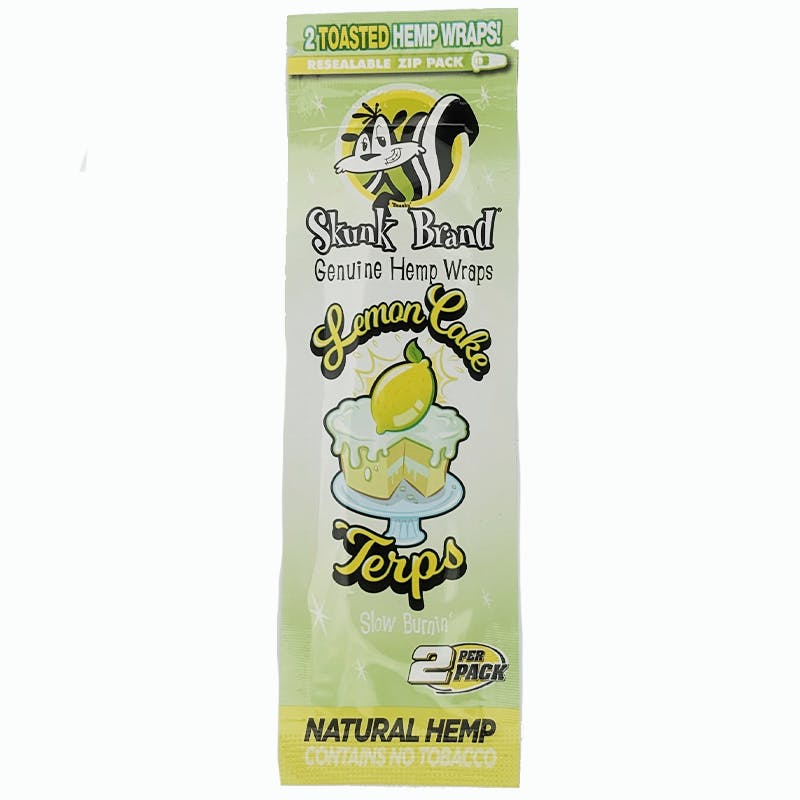 2 TOASTED HEMP WRAPS!
RESEALABLE ZIP PACK
Skunk Brand®
Genuine Hemp Wraps
Lemon Cake
Terps
Slow Burnin'
2 PER
PACK
NATURAL HEMP
CONTAINS NO TOBACCO